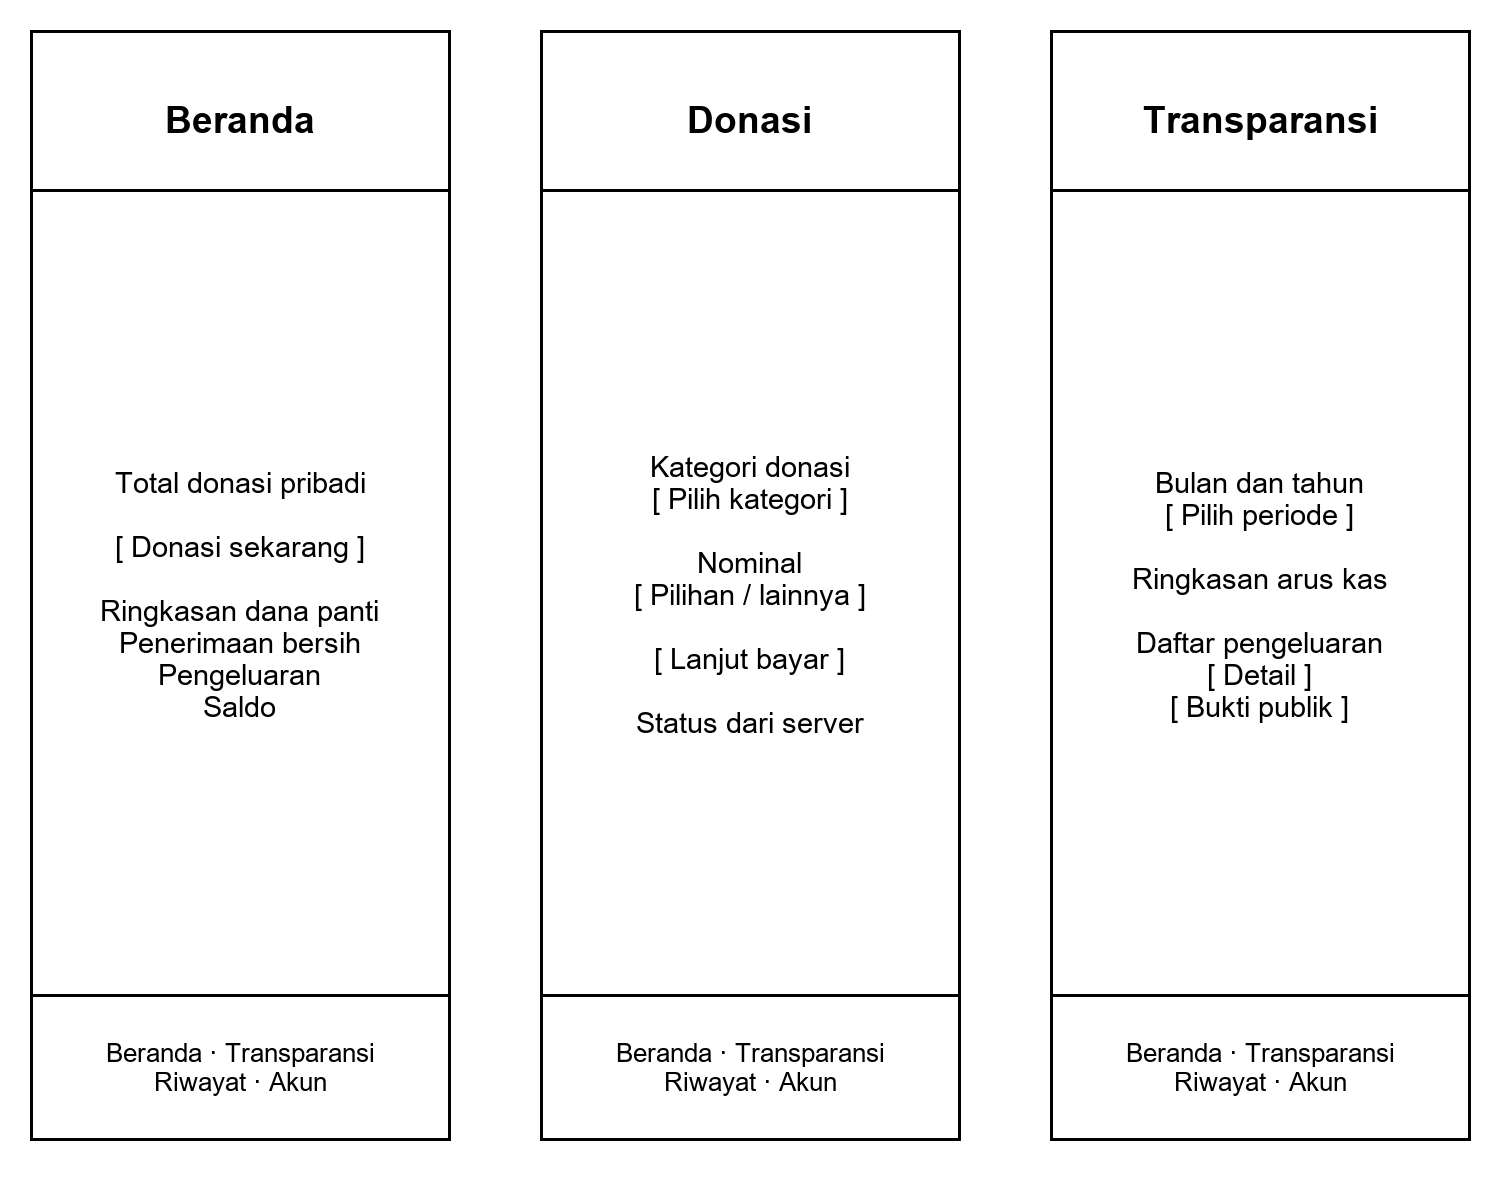 Beranda
Total donasi pribadi
[ Donasi sekarang ]
Ringkasan dana panti
Penerimaan bersih
Pengeluaran
Saldo
Beranda · Transparansi
Riwayat · Akun
Donasi
Kategori donasi
[ Pilih kategori ]
Nominal
[ Pilihan / lainnya ]
[ Lanjut bayar ]
Status dari server
Beranda · Transparansi
Riwayat · Akun
Transparansi
Bulan dan tahun
[ Pilih periode ]
Ringkasan arus kas
Daftar pengeluaran
[ Detail ]
[ Bukti publik ]
Beranda · Transparansi
Riwayat · Akun